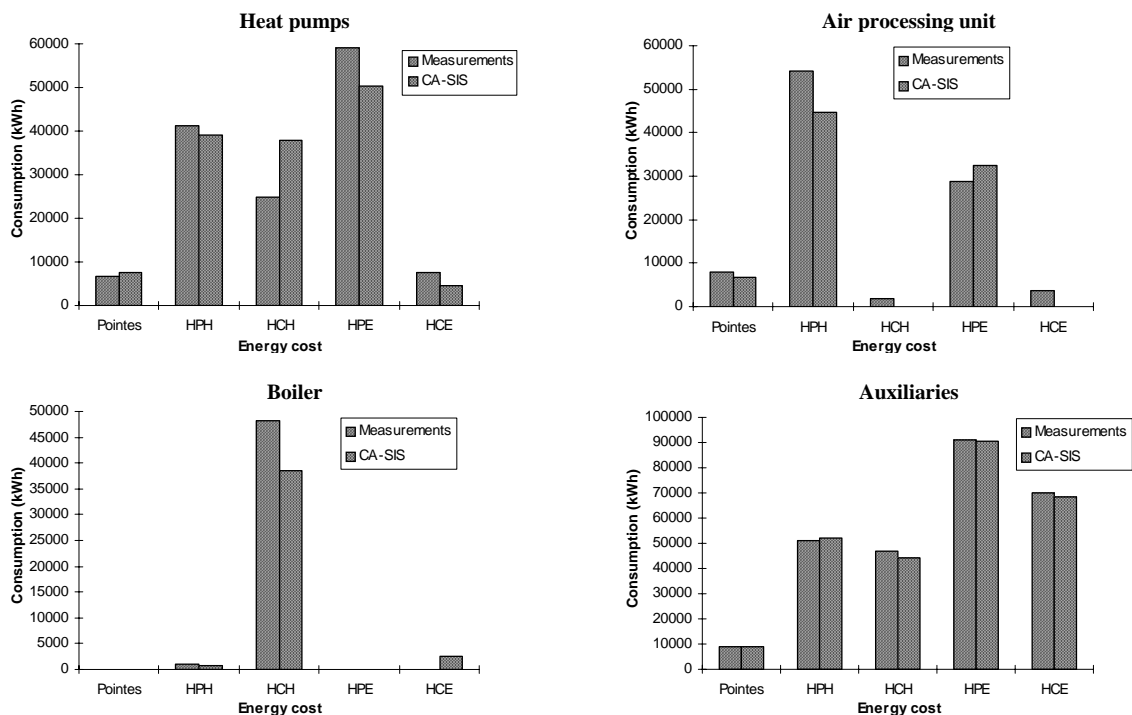 Heat pumps
60000
50000
40000
30000
20000
10000
0
Consumption (kWh)
Measurements
CA-SIS
Pointes HPH HCH HPE HCE
Energy cost
Air processing unit
60000
50000
40000
30000
20000
10000
0
Consumption (kWh)
Measurements
CA-SIS
Pointes HPH HCH HPE HCE
Energy cost
Boiler
50000
45000
40000
35000
30000
25000
20000
15000
10000
5000
0
Consumption (kWh)
Measurements
CA-SIS
Pointes HPH HCH HPE HCE
Energy cost
Auxiliaries
100000
90000
80000
70000
60000
50000
40000
30000
20000
10000
0
Consumption (kWh)
Measurements
CA-SIS
Pointes HPH HCH HPE HCE
Energy cost